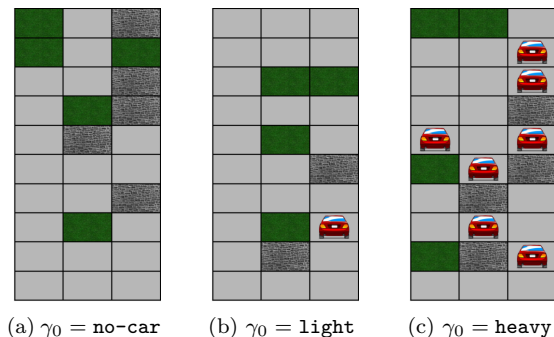 (a) γ₀ = no-car (b) γ₀ = light (c) γ₀ = heavy